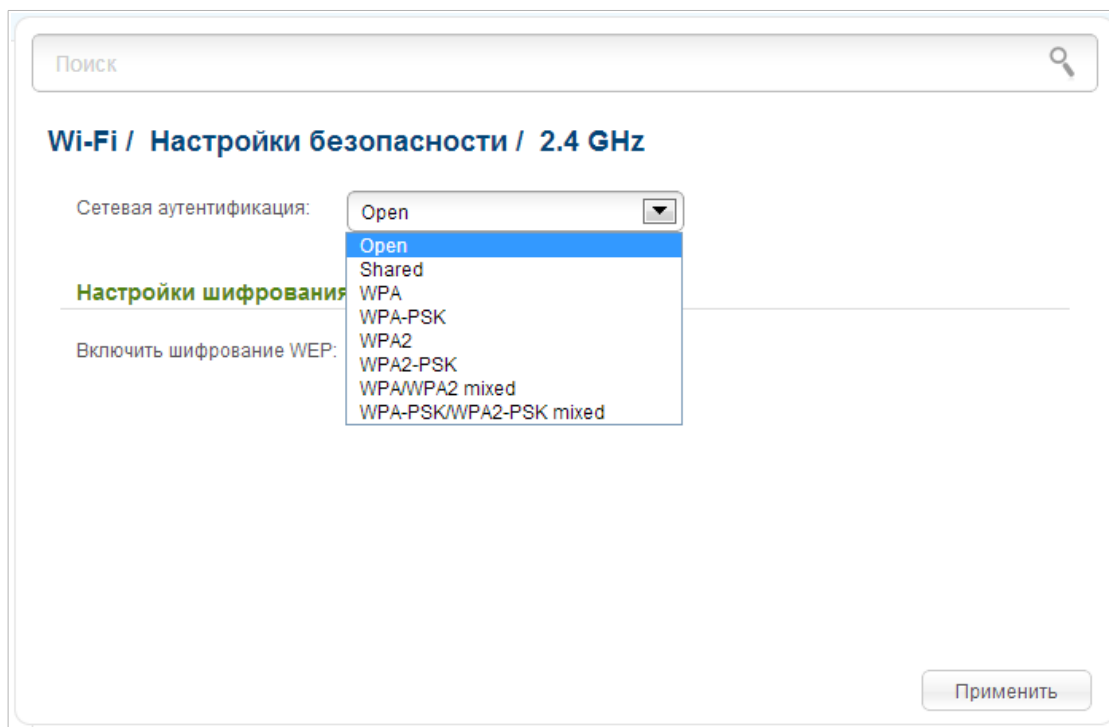 Поиск
Wi-Fi / Настройки безопасности / 2.4 GHz
Сетевая аутентификация: Open
Open
Shared
Настройки шифрования WPA
WPA-PSK
WPA2
Включить шифрование WEP:
WPA2-PSK
WPA/WPA2 mixed
WPA-PSK/WPA2-PSK mixed
Применить